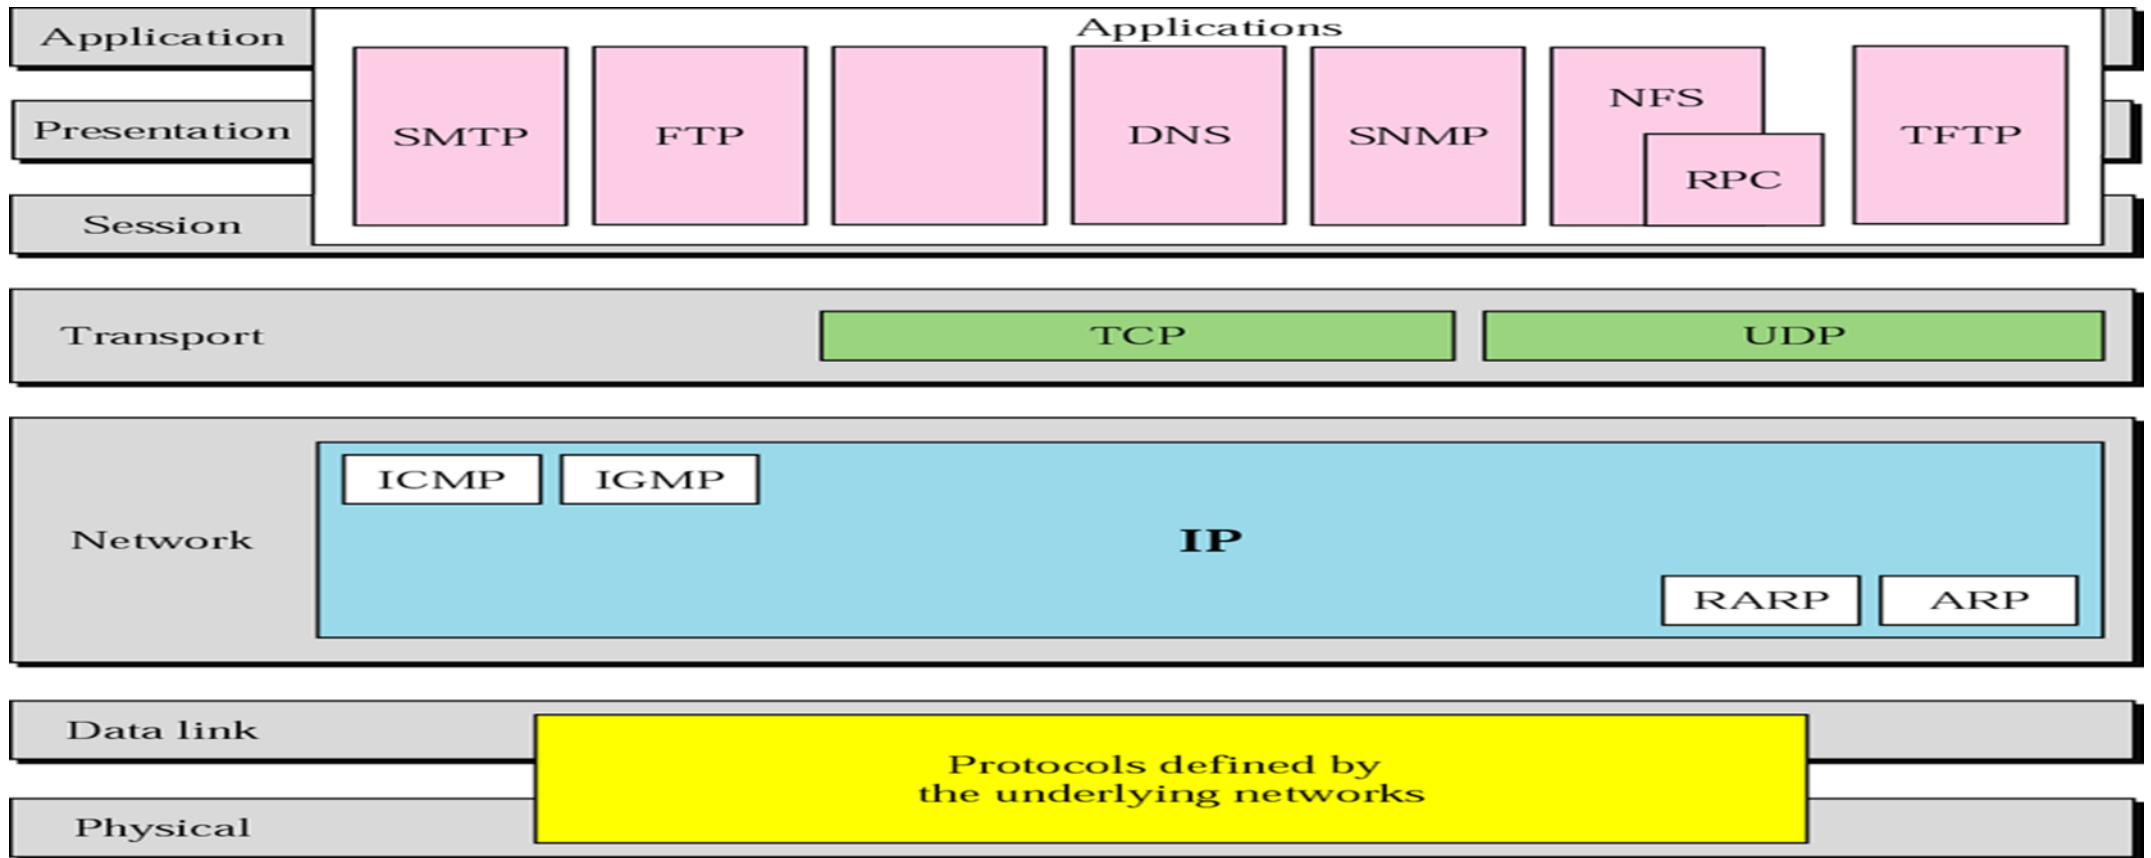 Application
Applications
Presentation
Session
SMTP
FTP
DNS
SNMP
NFS
RPC
TFTP
Transport
TCP
UDP
Network
ICMP
IGMP
IP
RARP
ARP
Data link
Physical
Protocols defined by
the underlying networks